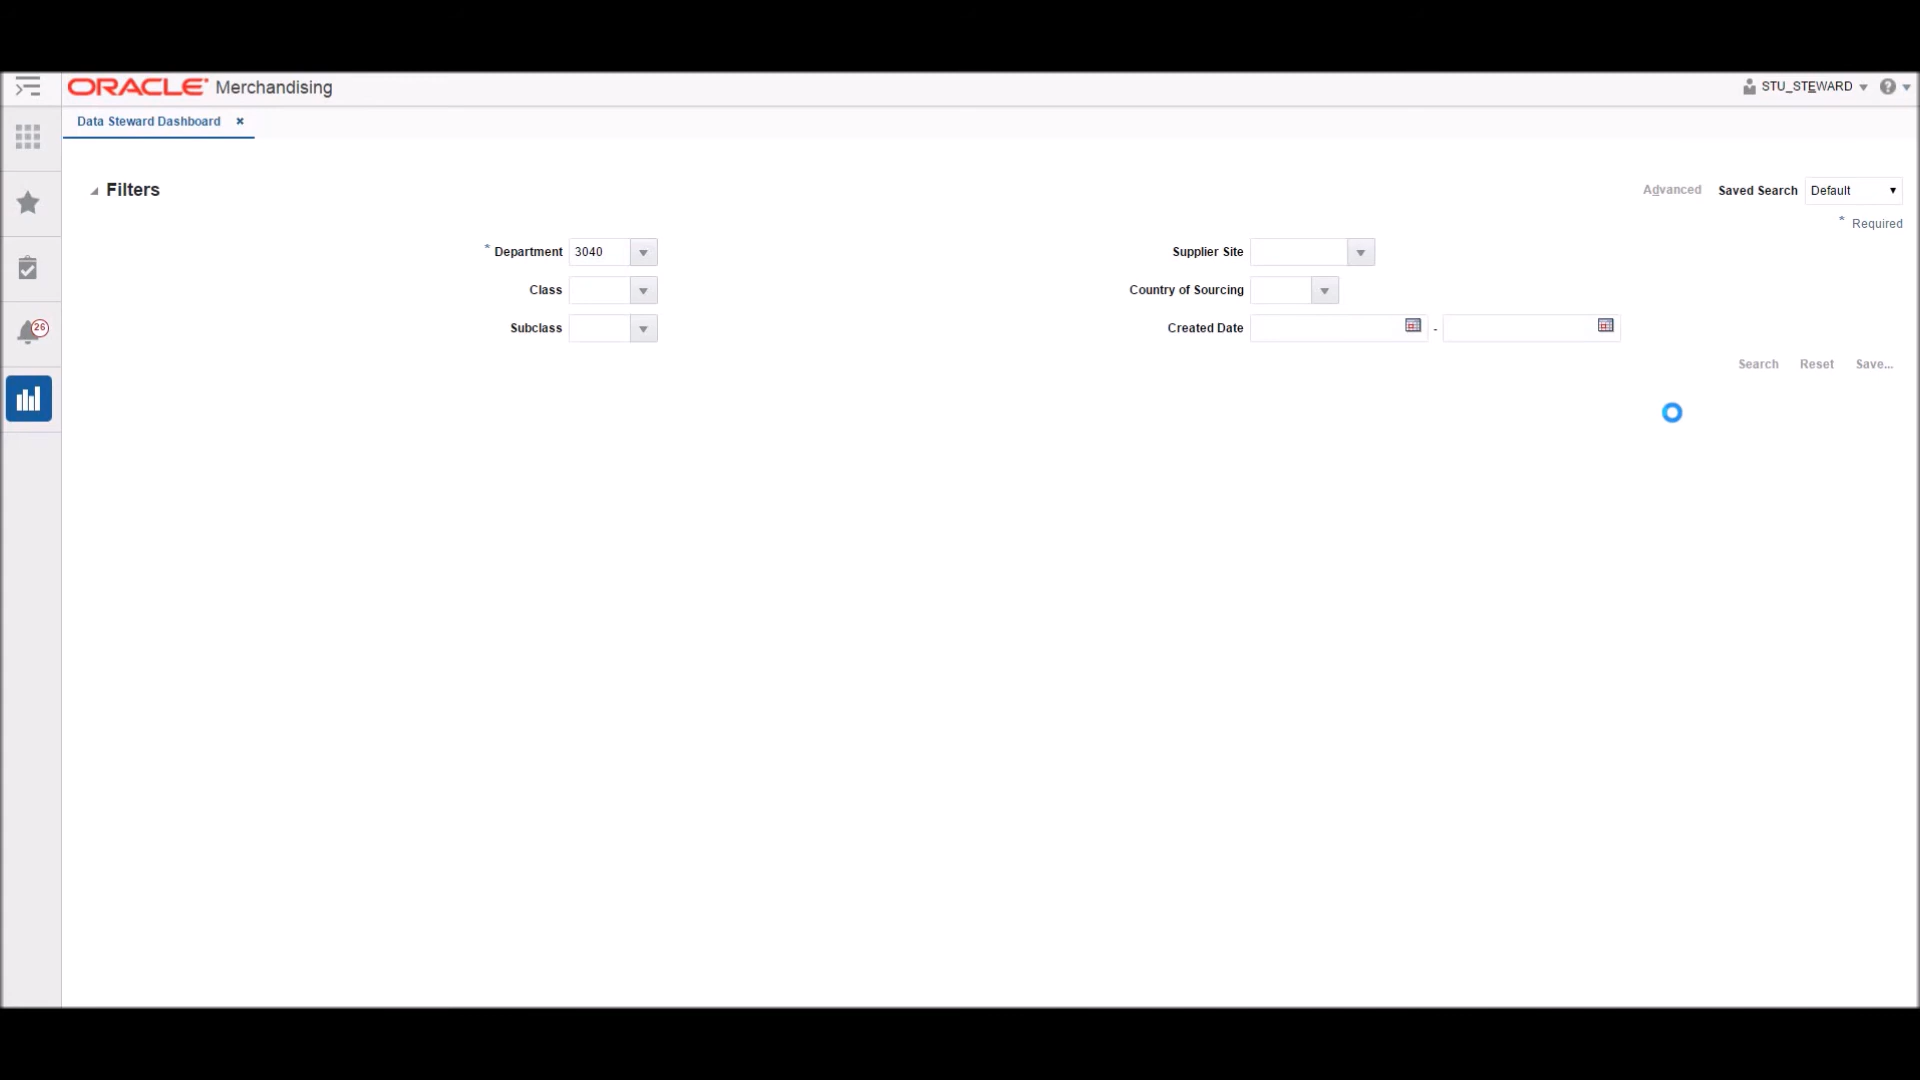 ORACLE Merchandising
STU_STEWARD
Data Steward Dashboard
Filters
Advanced Saved Search Default
* Required
* Department 3040
Supplier Site
Class
Country of Sourcing
Subclass
Created Date -
26
Search Reset Save...